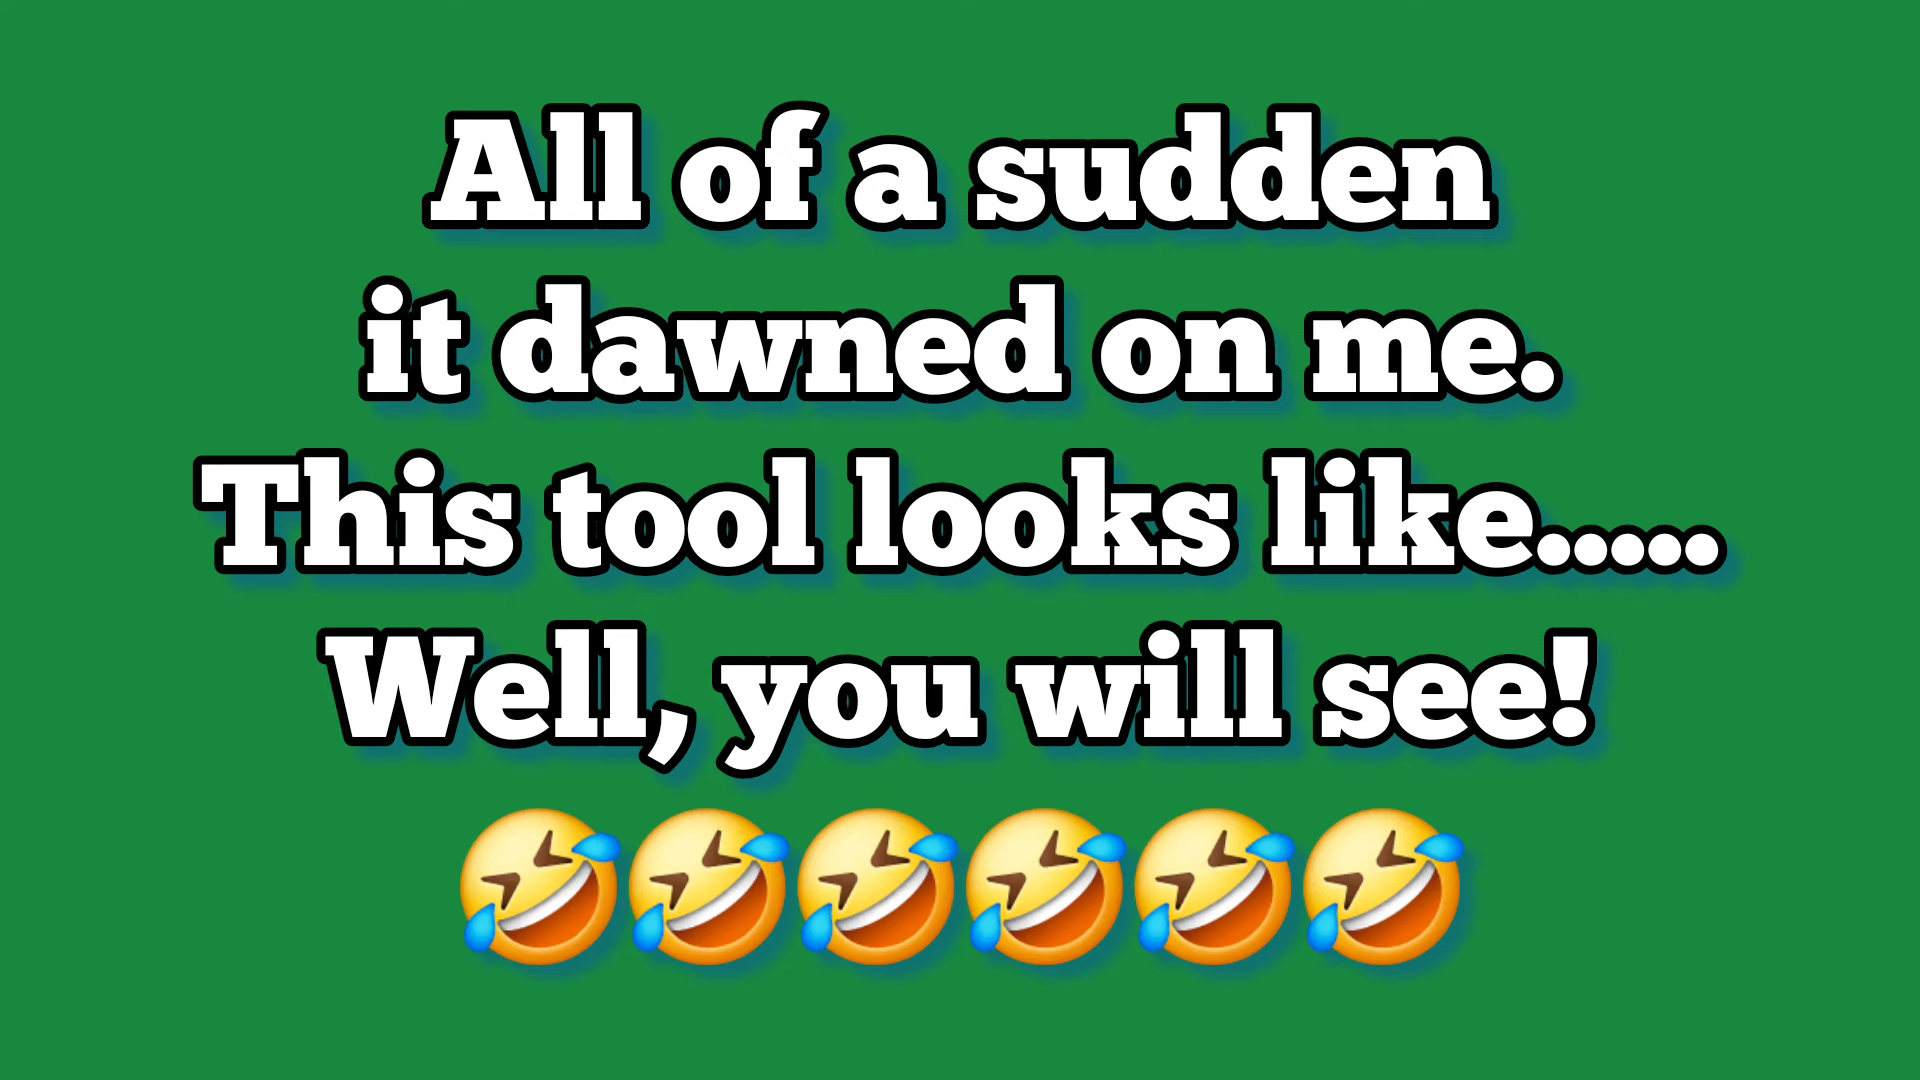 All of a sudden
it dawned on me.
This tool looks like.....
Well, you will see!
🤣🤣🤣🤣🤣🤣